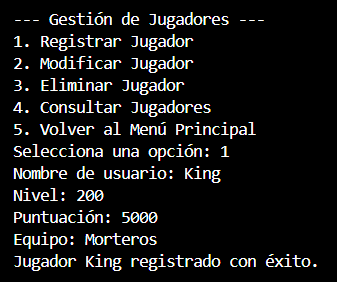 --- Gestión de Jugadores ---
1. Registrar Jugador
2. Modificar Jugador
3. Eliminar Jugador
4. Consultar Jugadores
5. Volver al Menú Principal
Selecciona una opción: 1
Nombre de usuario: King
Nivel: 200
Puntuación: 5000
Equipo: Morteros
Jugador King registrado con éxito.